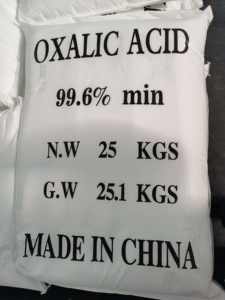 OXALIC ACID
99.6% min
N.W 25 KGS
G.W 25.1 KGS
MADE IN CHINA